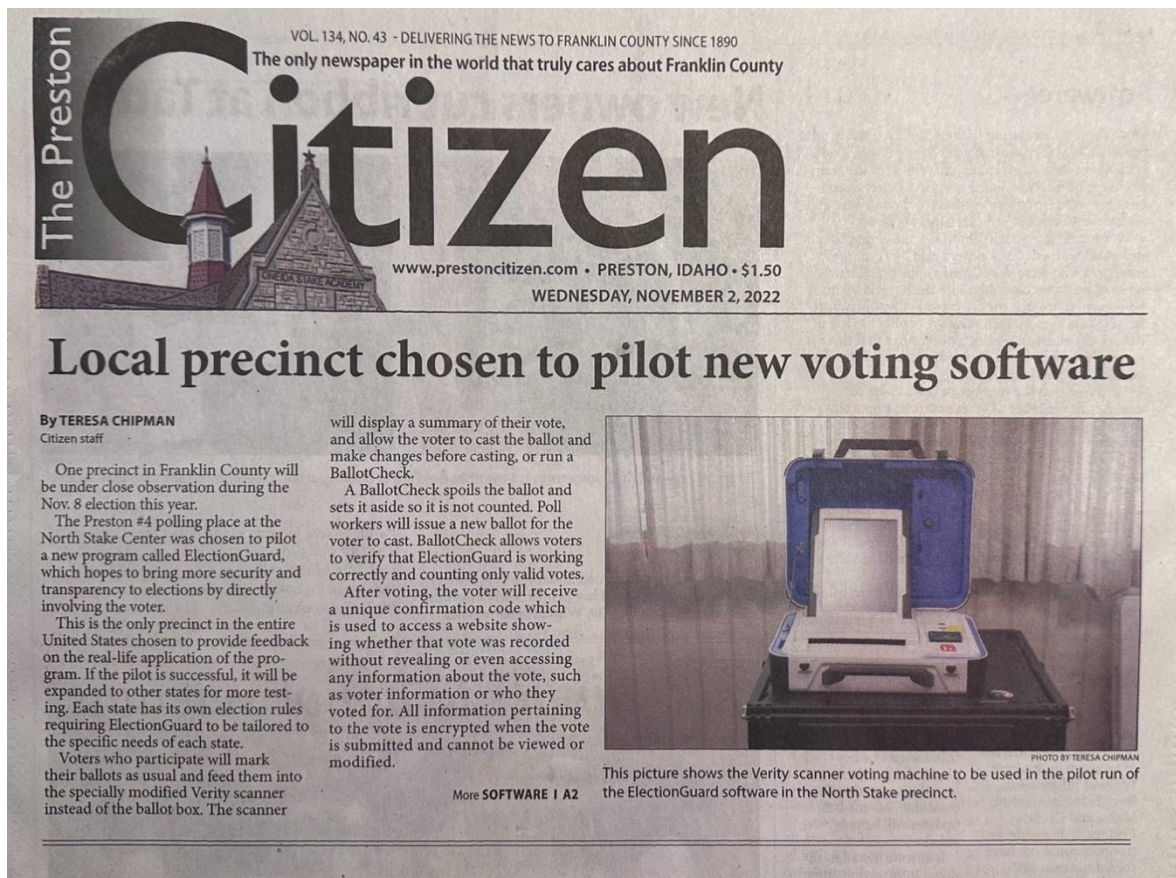 The Preston
Citizen
VOL. 134, NO. 43 - DELIVERING THE NEWS TO FRANKLIN COUNTY SINCE 1890
The only newspaper in the world that truly cares about Franklin County
ONEIDA STAKE ACADEMY
www.prestoncitizen.com • PRESTON, IDAHO • $1.50
WEDNESDAY, NOVEMBER 2, 2022
Local precinct chosen to pilot new voting software
By TERESA CHIPMAN
Citizen staff
One precinct in Franklin County will
be under close observation during the
Nov. 8 election this year.
The Preston #4 polling place at the
North Stake Center was chosen to pilot
a new program called ElectionGuard,
which hopes to bring more security and
transparency to elections by directly
involving the voter.
This is the only precinct in the entire
United States chosen to provide feedback
on the real-life application of the pro-
gram. If the pilot is successful, it will be
expanded to other states for more test-
ing. Each state has its own election rules
requiring ElectionGuard to be tailored to
the specific needs of each state.
Voters who participate will mark
their ballots as usual and feed them into
the specially modified Verity scanner
instead of the ballot box. The scanner
will display a summary of their vote,
and allow the voter to cast the ballot and
make changes before casting, or run a
BallotCheck.
A BallotCheck spoils the ballot and
sets it aside so it is not counted. Poll
workers will issue a new ballot for the
voter to cast. BallotCheck allows voters
to verify that ElectionGuard is working
correctly and counting only valid votes.
After voting, the voter will receive
a unique confirmation code which
is used to access a website show-
ing whether that vote was recorded
without revealing or even accessing
any information about the vote, such
as voter information or who they
voted for. All information pertaining
to the vote is encrypted when the vote
is submitted and cannot be viewed or
modified.
More SOFTWARE | A2
PHOTO BY TERESA CHIPMAN
This picture shows the Verity scanner voting machine to be used in the pilot run of
the ElectionGuard software in the North Stake precinct.